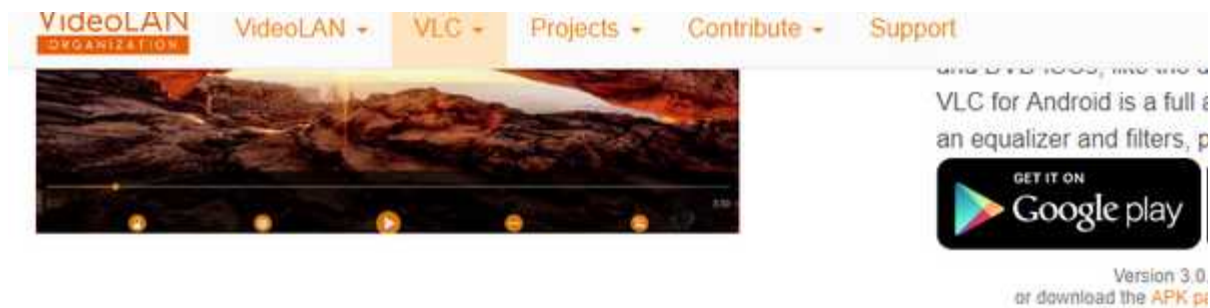 VideoLAN
ORGANIZATION
VideoLAN VLC Projects Contribute Support
VLC for Android is a full
an equalizer and filters,
GET IT ON
Google play
Version 3.0.
or download the APK